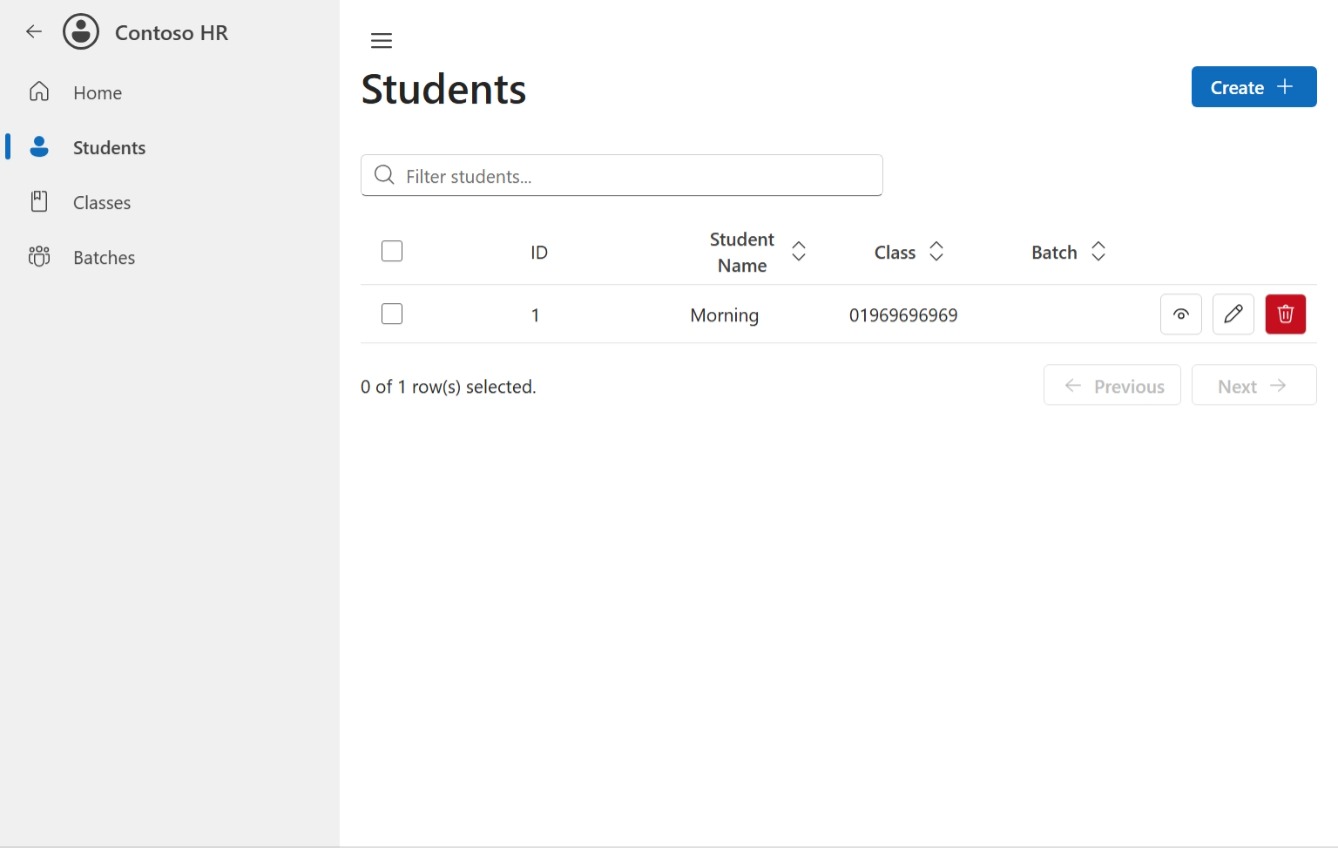 Contoso HR
Home
Students
Classes
Batches
Students
Create
Filter students...
ID Student Name Class Batch
1 Morning 01969696969
0 of 1 row(s) selected.
Previous Next